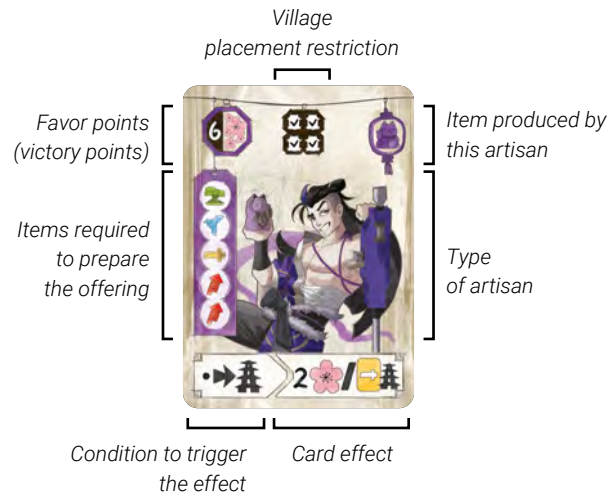 Village
placement restriction
Favor points
(victory points)
6
Item produced by
this artisan
Items required
to prepare
the offering
Type
of artisan
2 /
Condition to trigger
the effect
Card effect